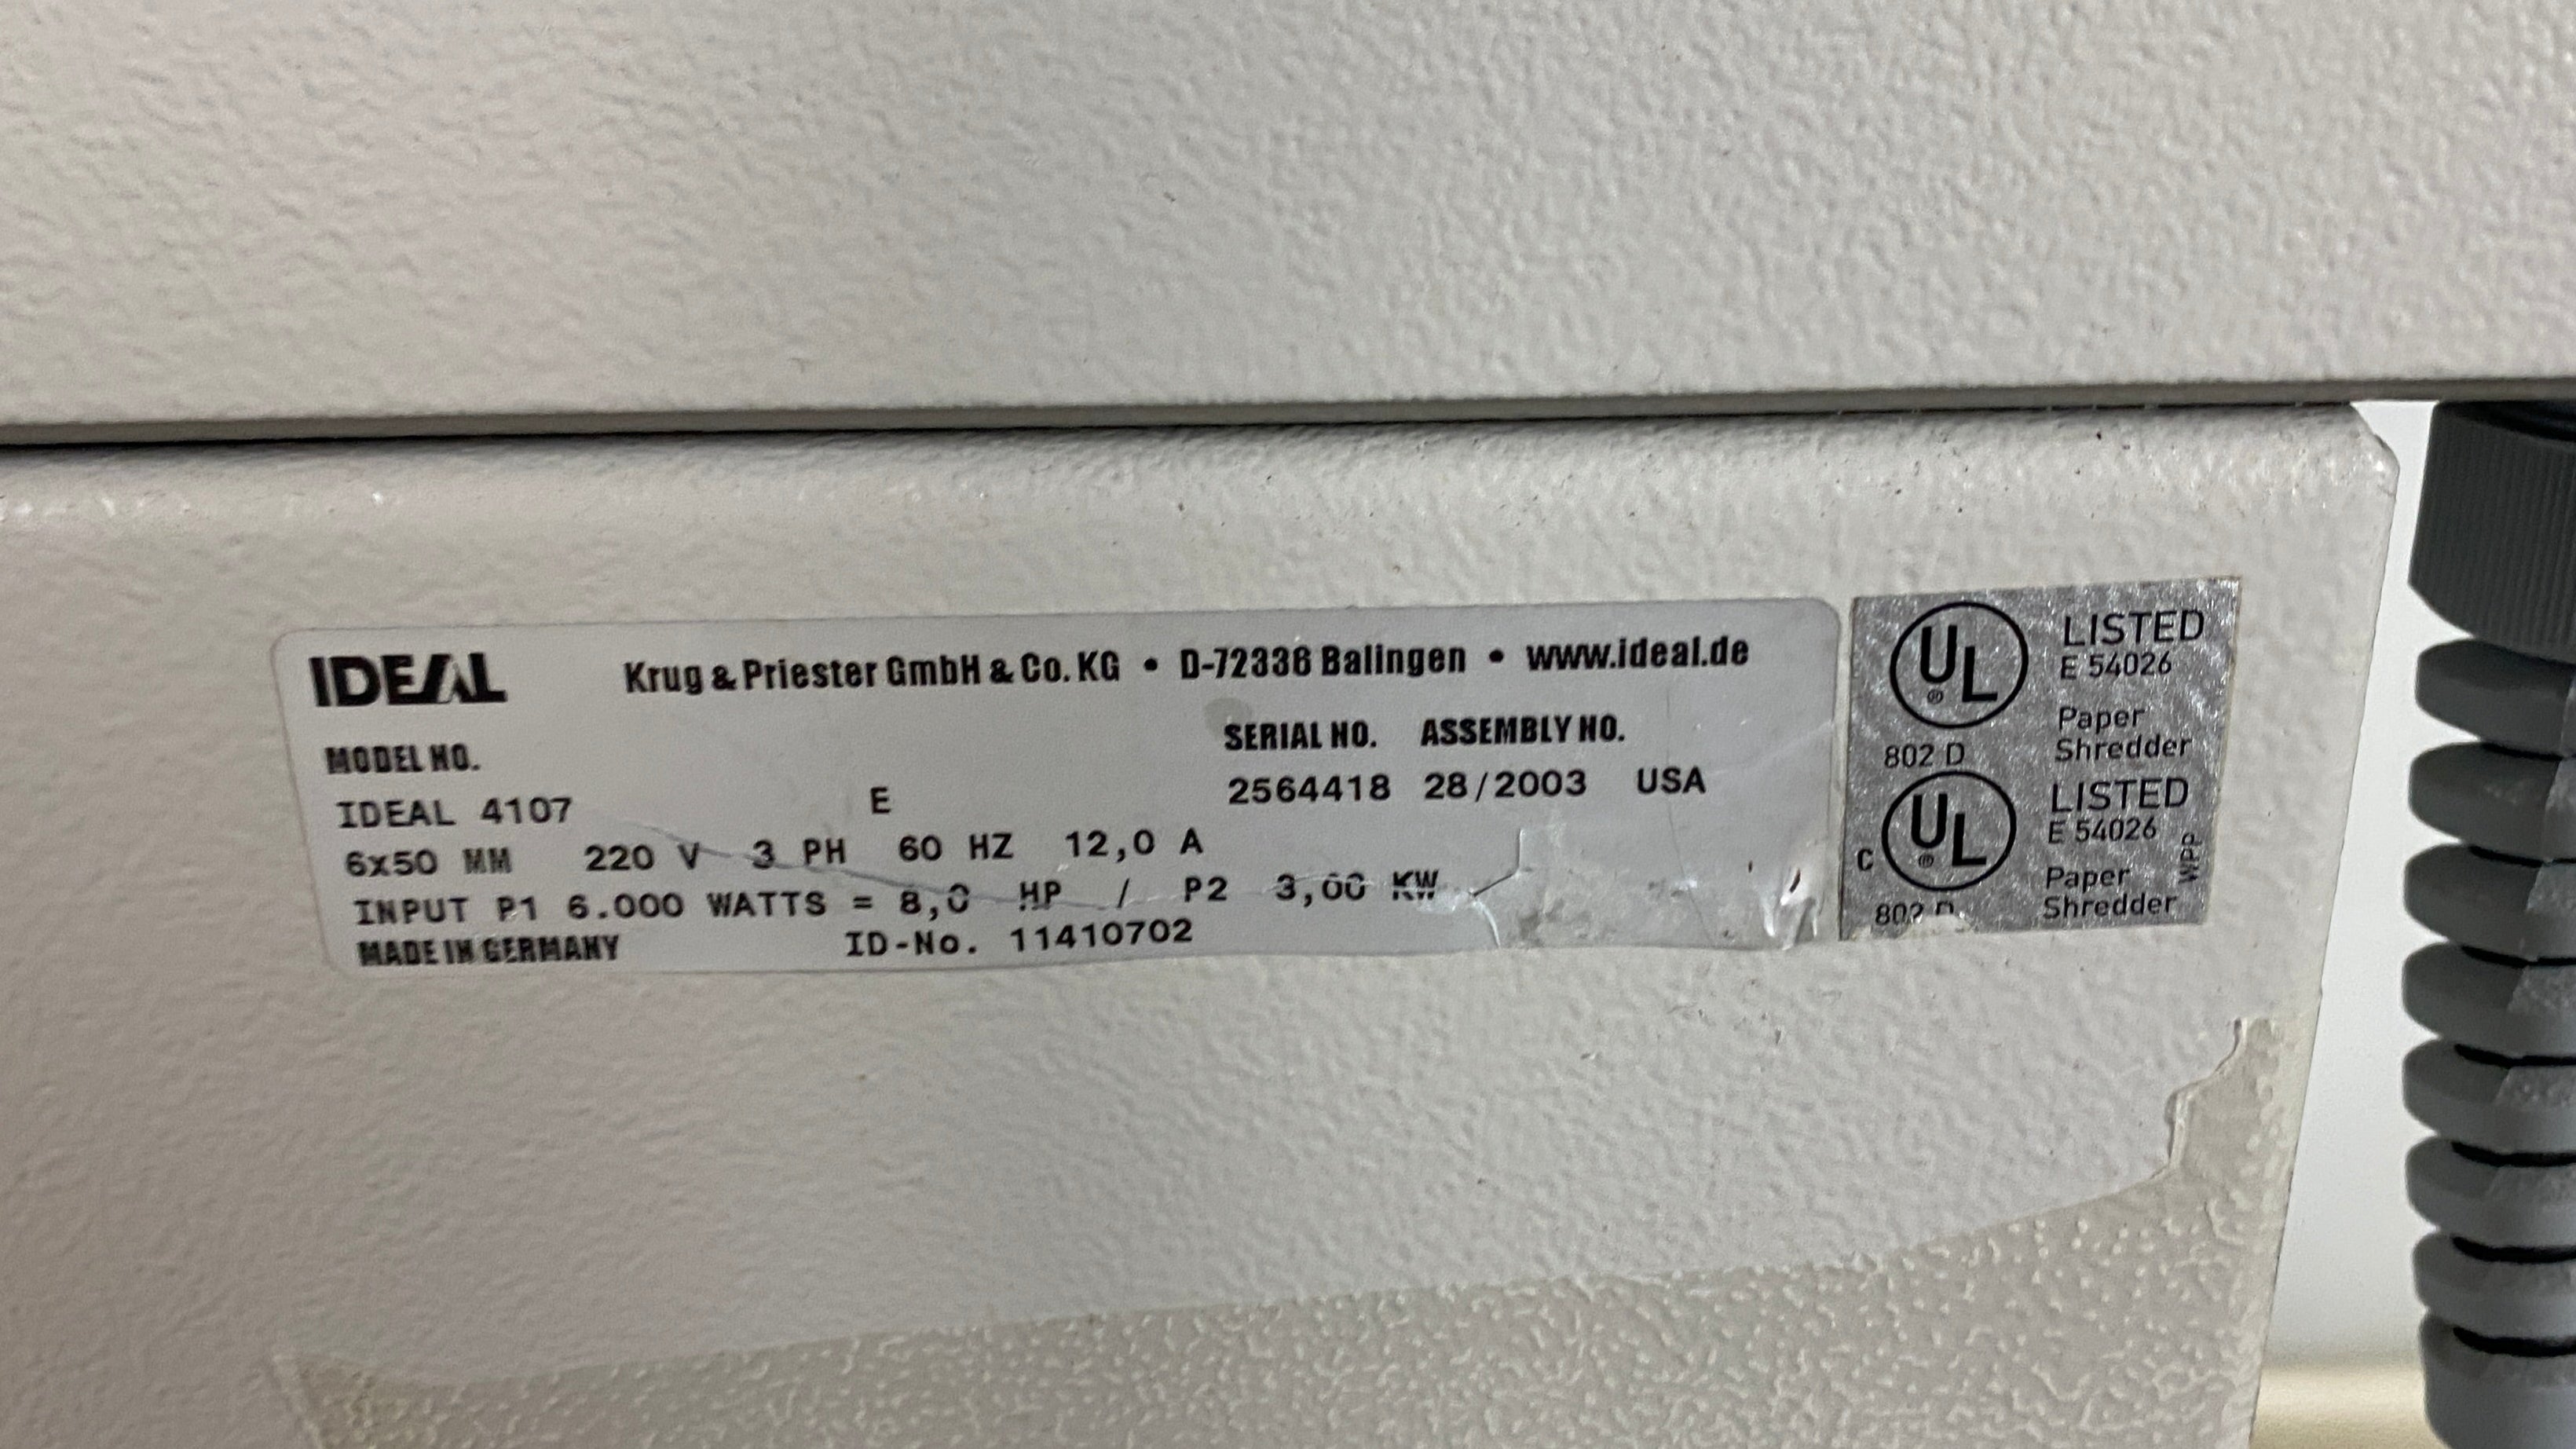 IDEAL Krug & Priester GmbH & Co. KG • D-72336 Balingen • www.ideal.de
MODEL NO. SERIAL NO. ASSEMBLY NO.
IDEAL 4107 E 2564418 28/2003 USA
6x50 MM 220 V 3 PH 60 HZ 12,0 A
INPUT P1 6.000 WATTS = 8,0 HP / P2 3,00 KW
MADE IN GERMANY ID-No. 11410702
UL ® LISTED
E 54026
Paper
Shredder
802 D
C UL ® LISTED
E 54026
Paper
Shredder
802 D
WPP